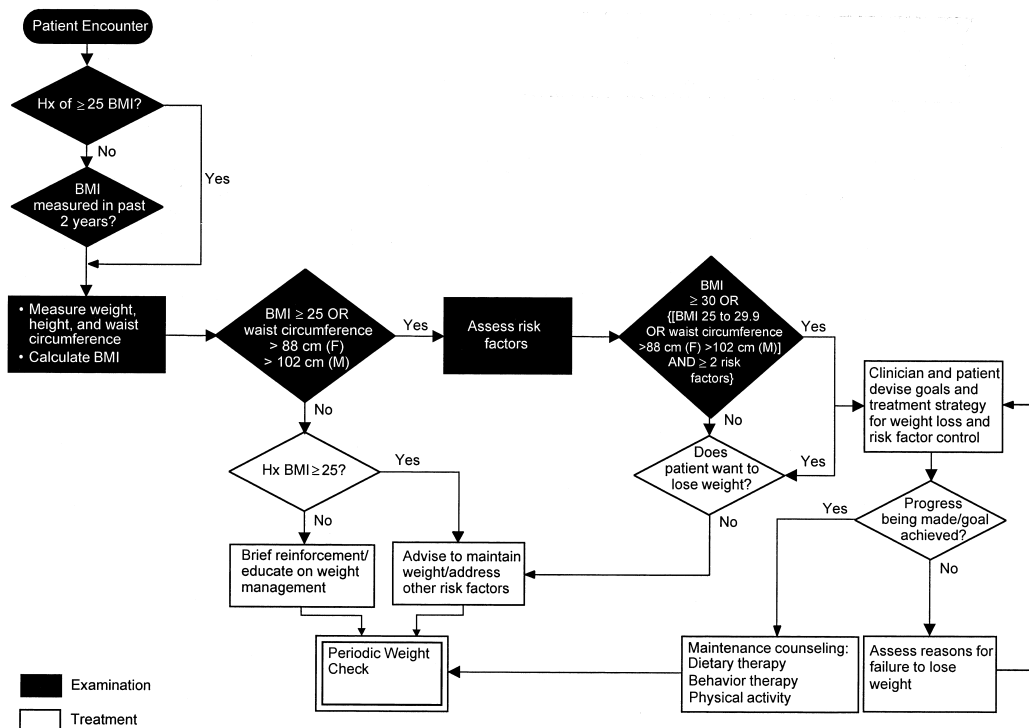 Patient Encounter
Hx of ≥ 25 BMI?
No
Yes
BMI
measured in past
2 years?
• Measure weight,
height, and waist
circumference
• Calculate BMI
BMI ≥ 25 OR
waist circumference
> 88 cm (F)
> 102 cm (M)
Yes
No
Assess risk
factors
BMI
≥ 30 OR
{[BMI 25 to 29.9
OR waist circumference
>88 cm (F) >102 cm (M)]
AND ≥ 2 risk
factors}
Yes
No
Clinician and patient
devise goals and
treatment strategy
for weight loss and
risk factor control
Hx BMI ≥ 25?
Yes
No
Does
patient want to
lose weight?
Yes
No
Progress
being made/goal
achieved?
Yes
No
Brief reinforcement/
educate on weight
management
Advise to maintain
weight/address
other risk factors
Periodic Weight
Check
Maintenance counseling:
Dietary therapy
Behavior therapy
Physical activity
Assess reasons for
failure to lose
weight
Examination
Treatment